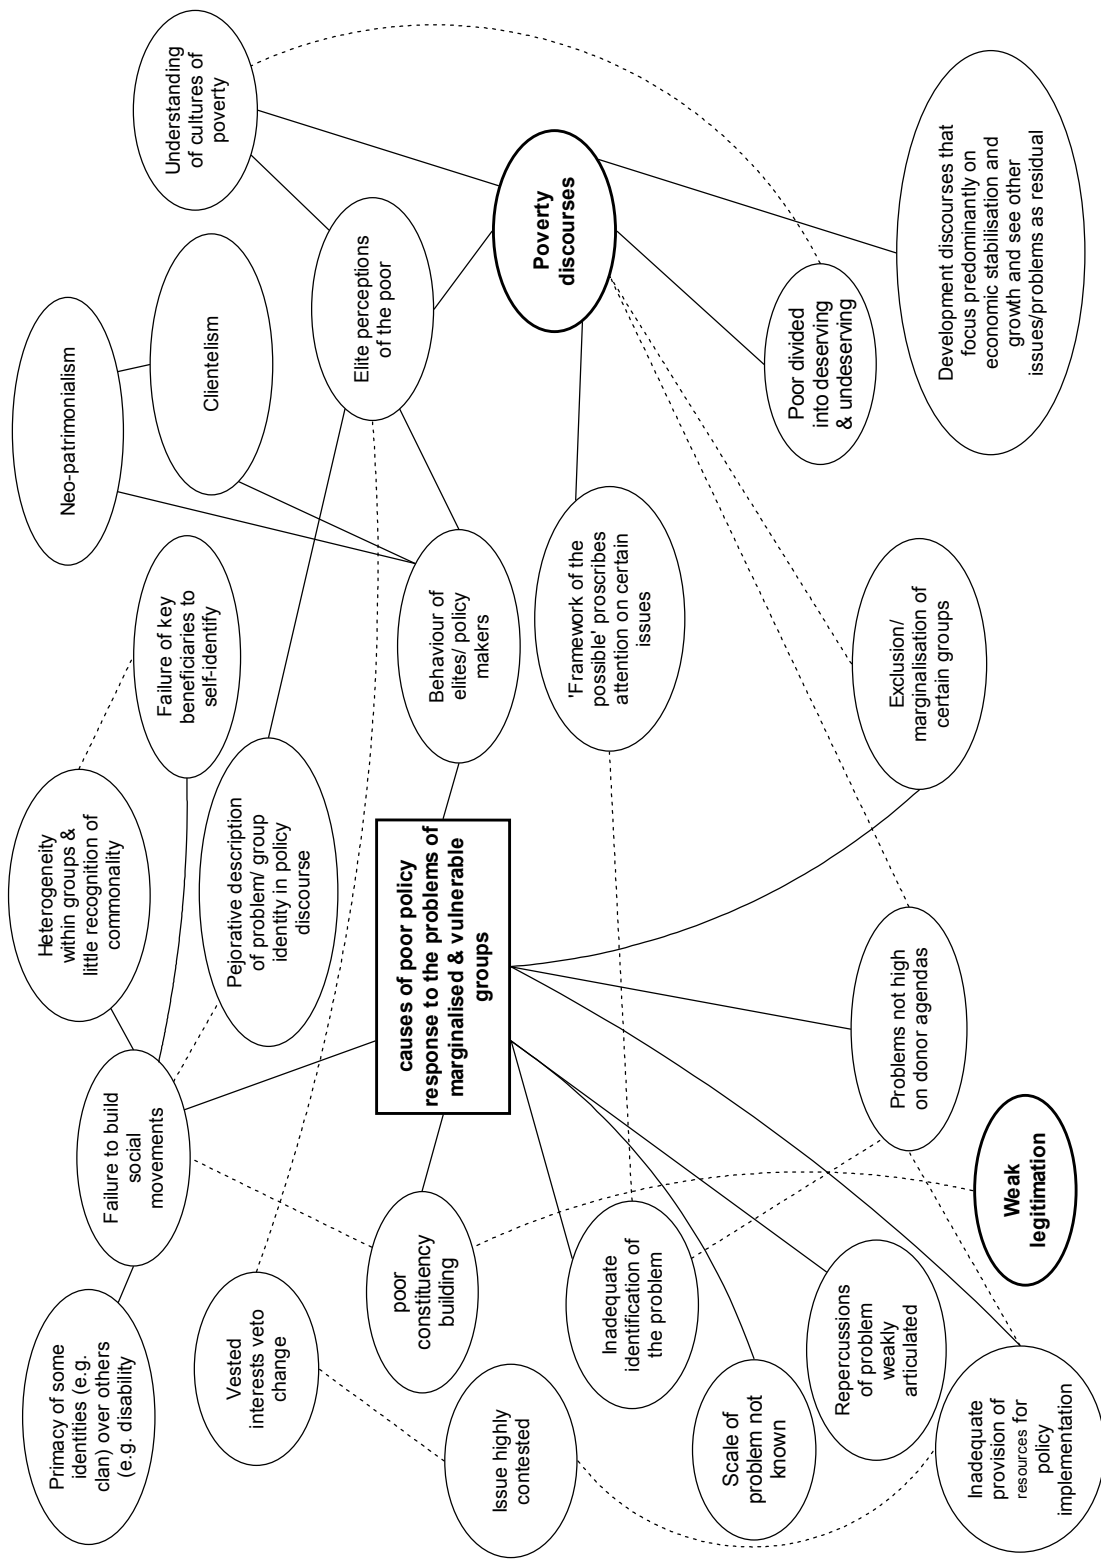 Primacy of some
identities (e.g.
clan) over others
(e.g. disability
Failure to build
social
movements
Heterogeneity
within groups &
little recognition of
commonality
Failure of key
beneficiaries to
self-identify
Neo-patrimonialism
Clientelism
Understanding
of cultures of
poverty
Vested
interests veto
change
Pejorative description
of problem/ group
identity in policy
discourse
Elite perceptions
of the poor
poor
constituency
building
causes of poor policy
response to the problems of
marginalised & vulnerable
groups
Behaviour of
elites/ policy
makers
Poverty
discourses
Issue highly
contested
Inadequate
identification of
the problem
'Framework of the
possible' proscribes
attention on certain
issues
Scale of
problem not
known
Repercussions
of problem
weakly
articulated
Poor divided
into deserving
& undeserving
Inadequate
provision of
resources for
policy
implementation
Weak
legitimation
Problems not high
on donor agendas
Exclusion/
marginalisation of
certain groups
Development discourses that
focus predominantly on
economic stabilisation and
growth and see other
issues/problems as residual